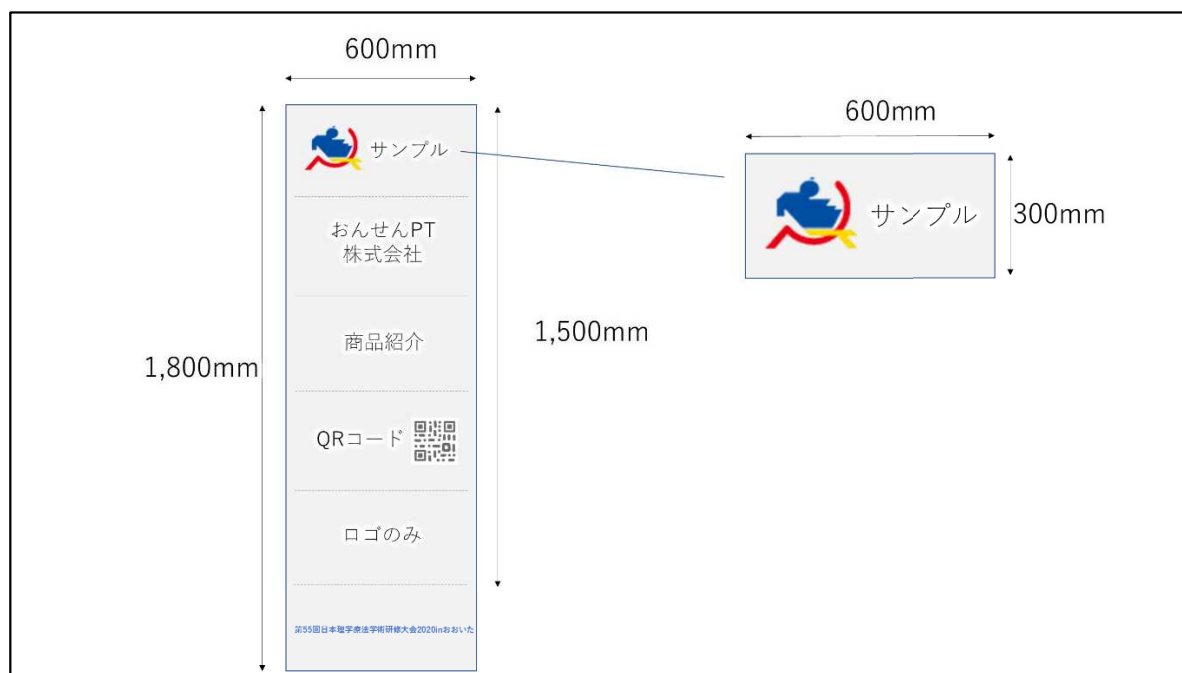 600mm
サンプル
おんせんPT
株式会社
商品紹介
QRコード
ロゴのみ
第55回日本理学療法学術研修大会2020inおおいた
1,800mm
1,500mm
600mm
サンプル
300mm